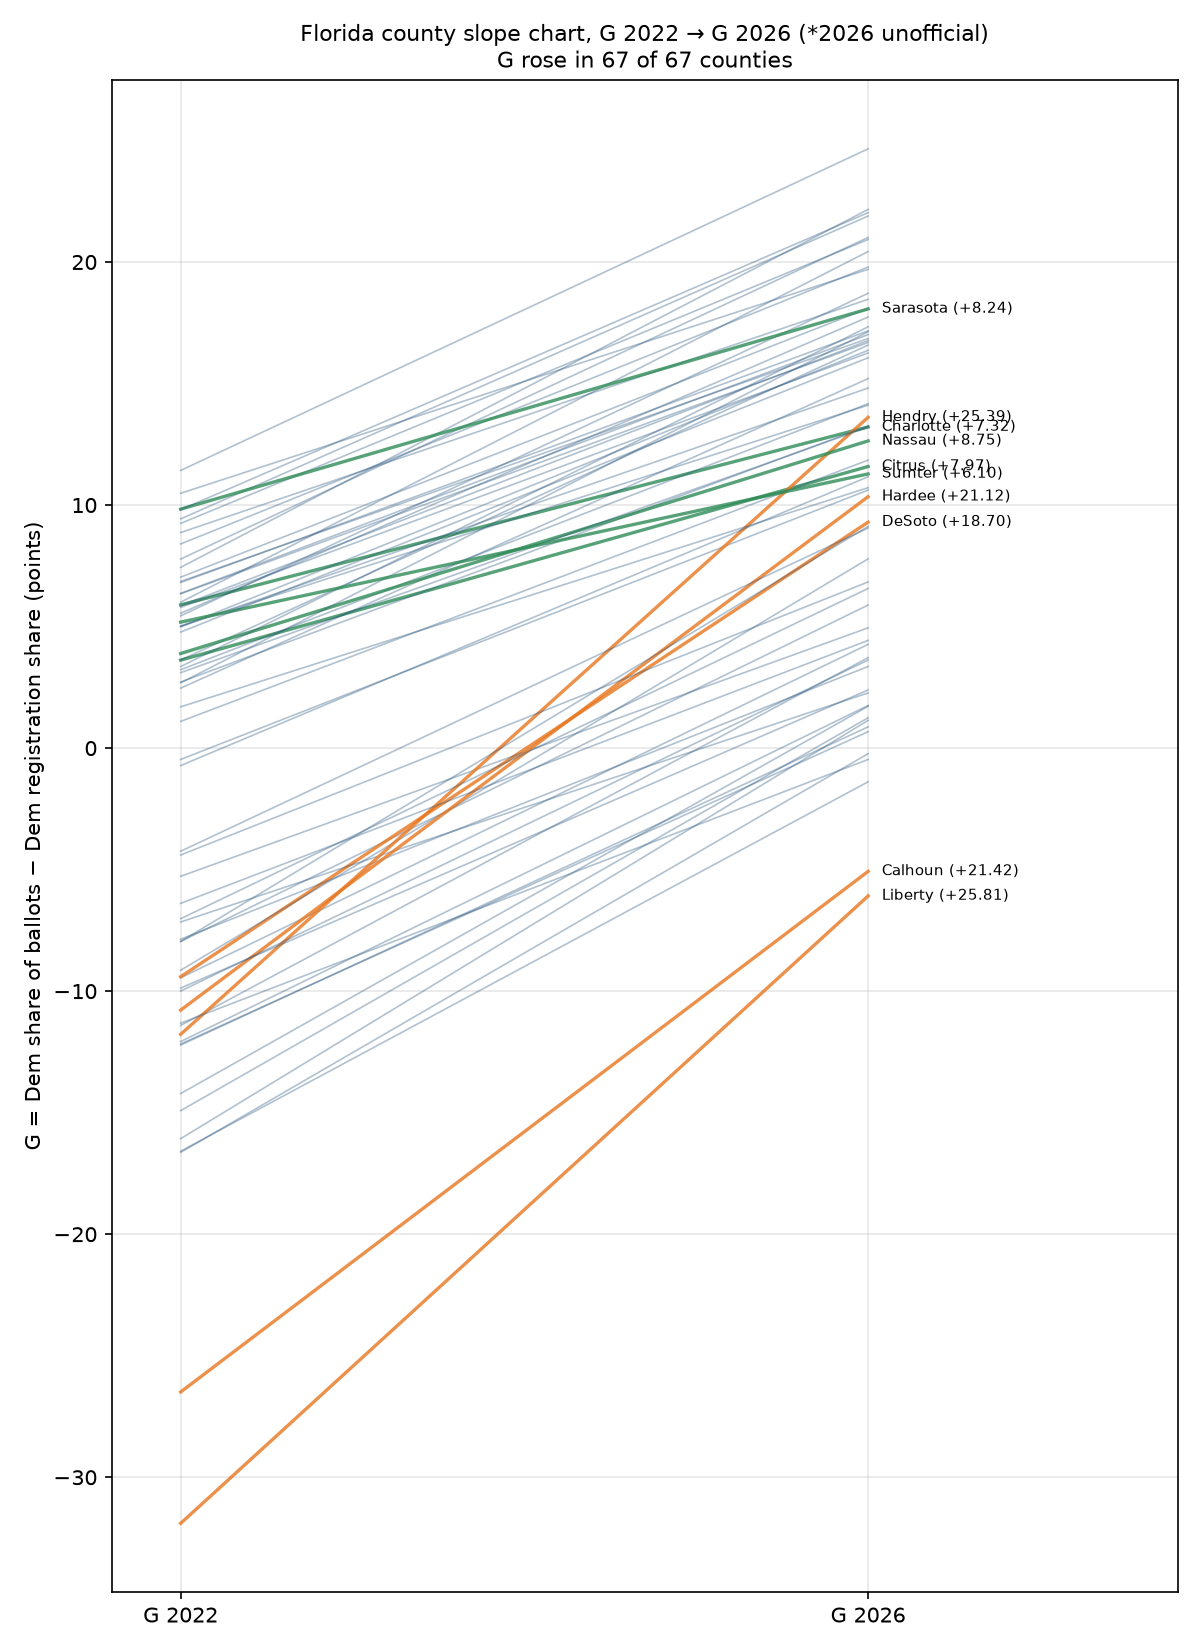 Florida county slope chart, G 2022 → G 2026 (*2026 unofficial)
G rose in 67 of 67 counties
G = Dem share of ballots − Dem registration share (points)
20
10
0
−10
−20
−30
Sarasota (+8.24)
Hendry (+25.39)
Charlotte (+7.32)
Nassau (+8.75)
Citrus (+7.97)
Sumter (+6.10)
Hardee (+21.12)
DeSoto (+18.70)
Calhoun (+21.42)
Liberty (+25.81)
G 2022
G 2026